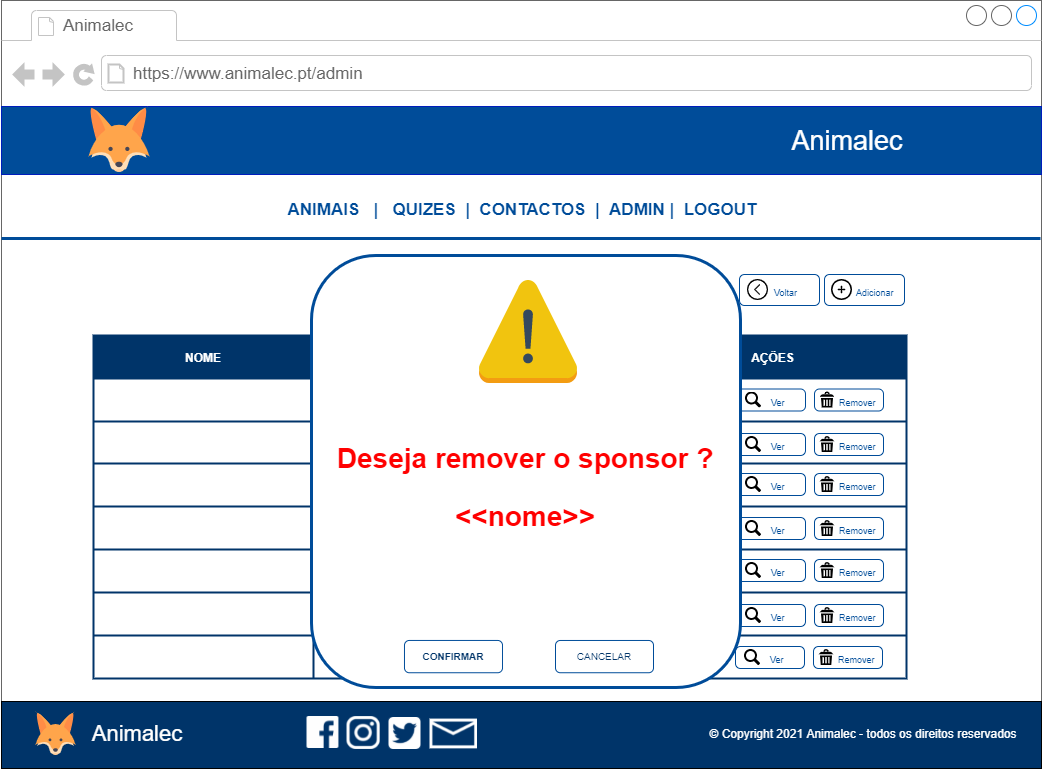 Animalec
https://www.animalec.pt/admin
Animalec
ANIMAIS | QUIZES | CONTACTOS | ADMIN | LOGOUT
Voltar
Adicionar
NOME
AÇÕES
Ver Remover
Ver Remover
Ver Remover
Ver Remover
Ver Remover
Ver Remover
Ver Remover
Deseja remover o sponsor ?
<<nome>>
CONFIRMAR
CANCELAR
Animalec
© Copyright 2021 Animalec - todos os direitos reservados